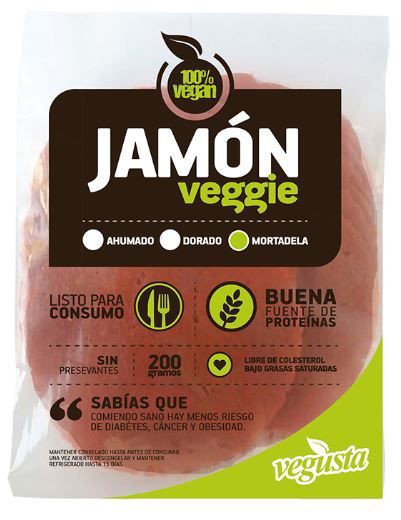 100%
vegan
JAMÓN
veggie
AHUMADO DORADO MORTADELA
LISTO PARA
CONSUMO
BUENA
FUENTE DE
PROTEÍNAS
SIN
PRESEVANTES
200
gramos
LIBRE DE COLESTEROL
BAJO GRASAS SATURADAS
“ SABÍAS QUE
COMIENDO SANO HAY MENOS RIESGO
DE DIABÉTES, CÁNCER Y OBESIDAD.
MANTENER CONGELADO HASTA ANTES DE CONSUMIR.
UNA VEZ ABIERTO DESCONGELAR Y MANTENER
REFRIGERADO HASTA 15 DÍAS.
vegusta